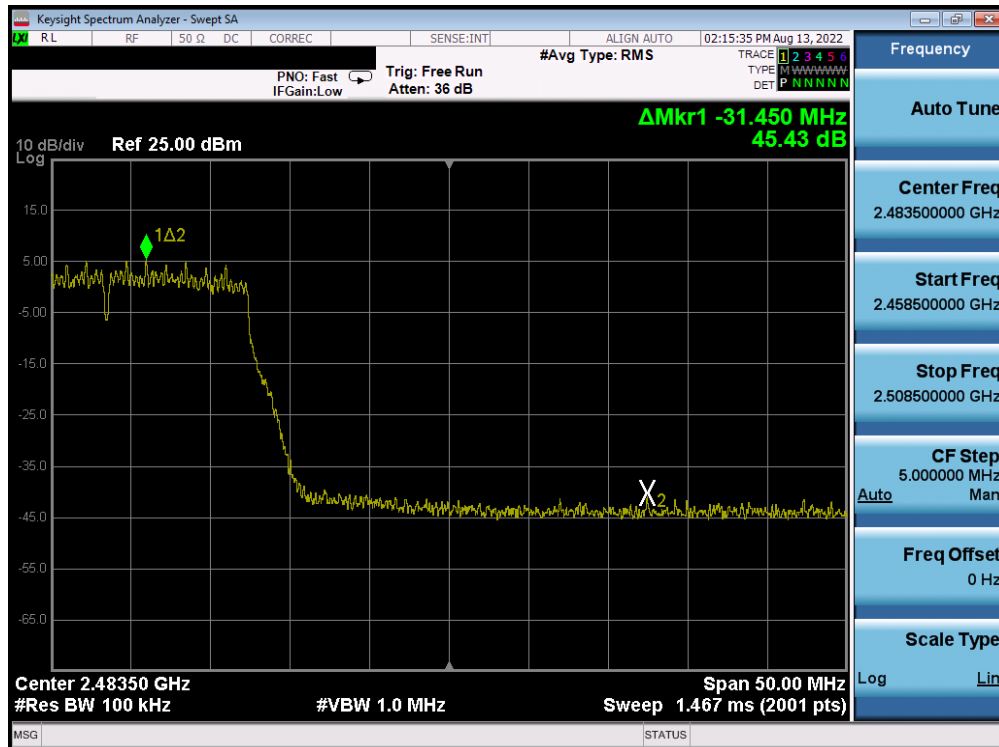 Keysight Spectrum Analyzer - Swept SA
LXI RL RF 50 Ω DC CORREC SENSE:INT ALIGN AUTO 02:15:35 PM Aug 13, 2022
PNO: Fast
IFGain:Low
Trig: Free Run
Atten: 36 dB
#Avg Type: RMS
TRACE 1 2 3 4 5 6
TYPE M W W W W W
DET P N N N N N
ΔMkr1 -31.450 MHz
45.43 dB
10 dB/div Ref 25.00 dBm
Log
15.0
1Δ2
5.00
-5.00
-15.0
-25.0
-35.0
X2
-45.0
-55.0
-65.0
Center 2.48350 GHz Span 50.00 MHz
#Res BW 100 kHz #VBW 1.0 MHz Sweep 1.467 ms (2001 pts)
MSG STATUS
Frequency
Auto Tune
Center Freq
2.483500000 GHz
Start Freq
2.458500000 GHz
Stop Freq
2.508500000 GHz
CF Step
5.000000 MHz
Auto Man
Freq Offset
0 Hz
Scale Type
Log Lin